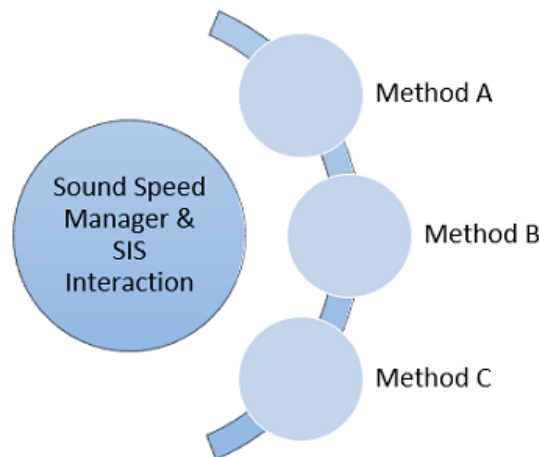 Sound Speed
Manager &
SIS
Interaction
Method A
Method B
Method C